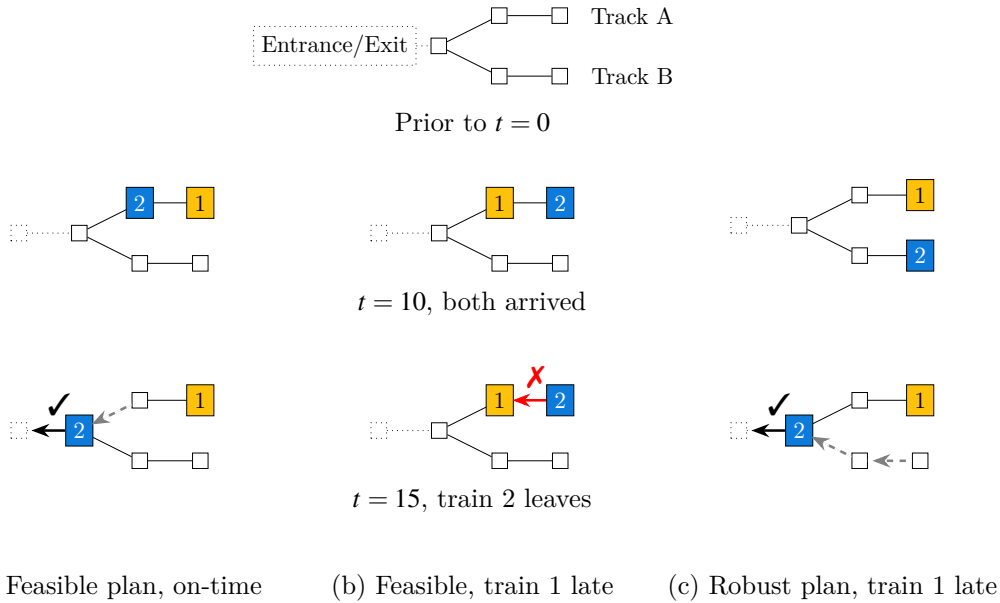 Track A
Entrance/Exit
Track B
Prior to t = 0
2 1 1 2 1
2
t = 10, both arrived
✓ ✗ ✓
1 1 2 1
2 2
t = 15, train 2 leaves
Feasible plan, on-time (b) Feasible, train 1 late (c) Robust plan, train 1 late